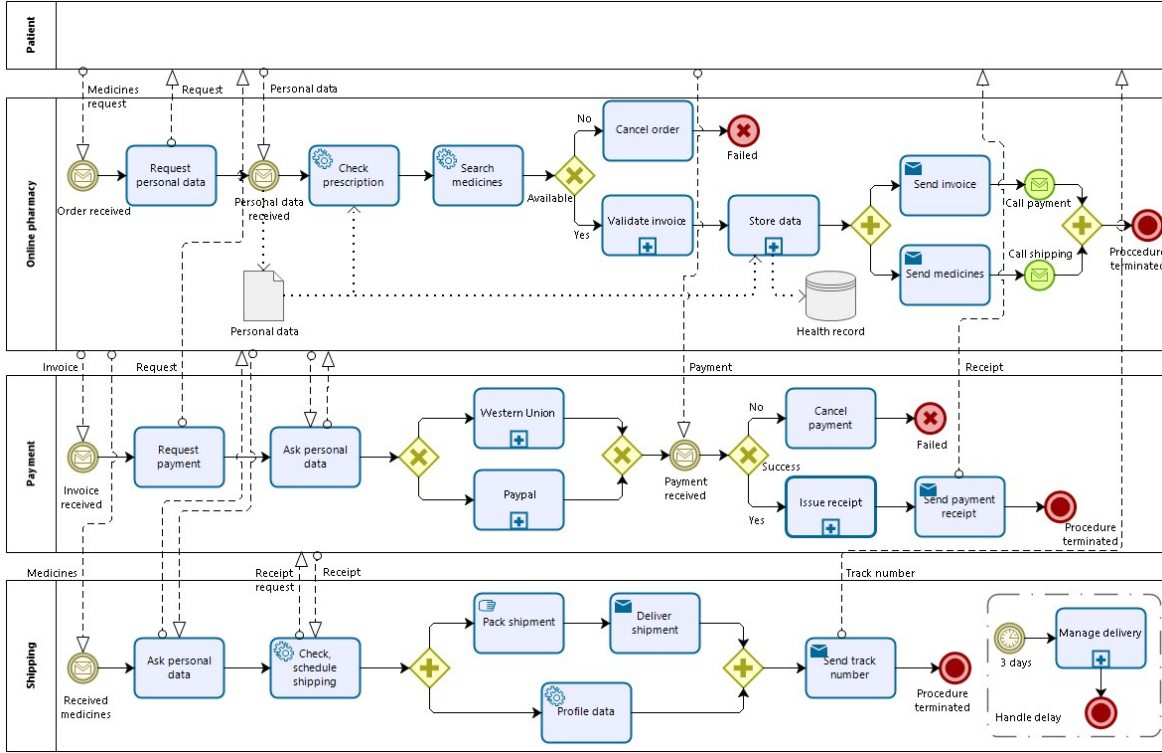 Patient
Medicines
request
Request
Personal data
Online pharmacy
Order received
Request
personal data
Personal data
received
Check
prescription
Search
medicines
Available
No
Yes
Cancel order
Failed
Validate invoice
Store data
Send invoice
Send medicines
Call payment
Call shipping
Proccedure
terminated
Personal data
Health record
Invoice
Request
Payment
Receipt
Payment
Invoice
received
Request
payment
Ask personal
data
Western Union
Paypal
Payment
received
No
Success
Yes
Cancel
payment
Failed
Issue receipt
Send payment
receipt
Procedure
terminated
Medicines
Receipt
request
Receipt
Track number
Shipping
Received
medicines
Ask personal
data
Check,
schedule
shipping
Pack shipment
Deliver
shipment
Profile data
Send track
number
Procedure
terminated
3 days
Manage delivery
Handle delay